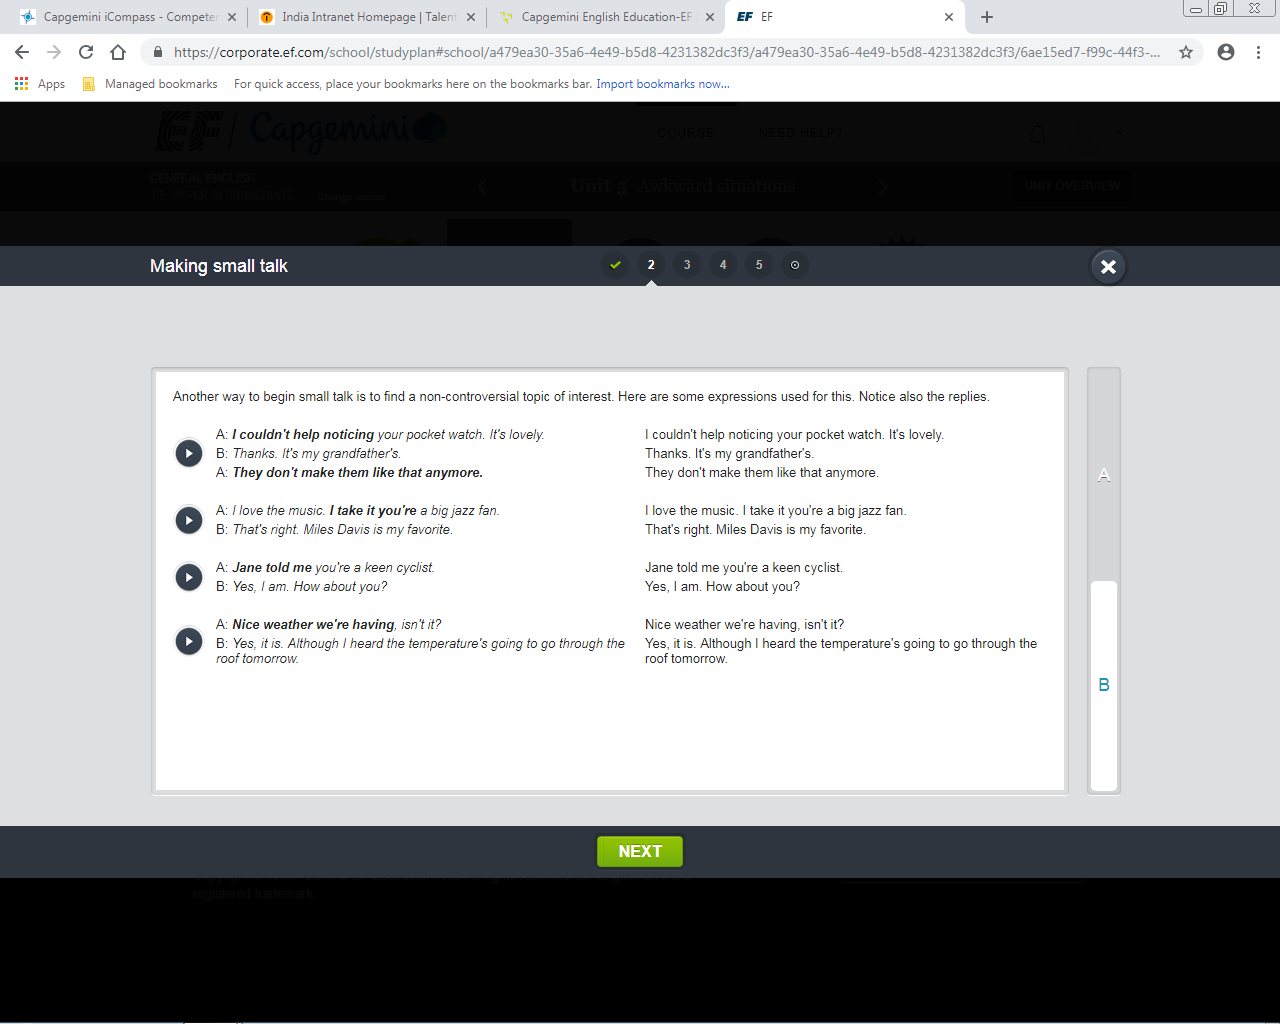 Capgemini iCompass - Competen
India Intranet Homepage | Talent
Capgemini English Education-EF
EF EF
https://corporate.ef.com/school/studyplan#school/a479ea30-35a6-4e49-b5d8-4231382dc3f3/a479ea30-35a6-4e49-b5d8-4231382dc3f3/6ae15ed7-f99c-44f3-...
Apps Managed bookmarks For quick access, place your bookmarks here on the bookmarks bar. Import bookmarks now...
EF Capgemini COURSE NEED HELP?
GENERAL ENGLISH
Unit 5 Awkward situations UNIT OVERVIEW
Change course
Making small talk 2 3 4 5
Another way to begin small talk is to find a non-controversial topic of interest. Here are some expressions used for this. Notice also the replies.
A: I couldn't help noticing your pocket watch. It's lovely. I couldn't help noticing your pocket watch. It's lovely.
B: Thanks. It's my grandfather's. Thanks. It's my grandfather's.
A: They don't make them like that anymore. They don't make them like that anymore.
A
A: I love the music. I take it you're a big jazz fan. I love the music. I take it you're a big jazz fan.
B: That's right. Miles Davis is my favorite. That's right. Miles Davis is my favorite.
A: Jane told me you're a keen cyclist. Jane told me you're a keen cyclist.
B: Yes, I am. How about you? Yes, I am. How about you?
A: Nice weather we're having, isn't it? Nice weather we're having, isn't it?
B: Yes, it is. Although I heard the temperature's going to go through the Yes, it is. Although I heard the temperature's going to go through the
roof tomorrow. roof tomorrow.
B
NEXT
registered trademark